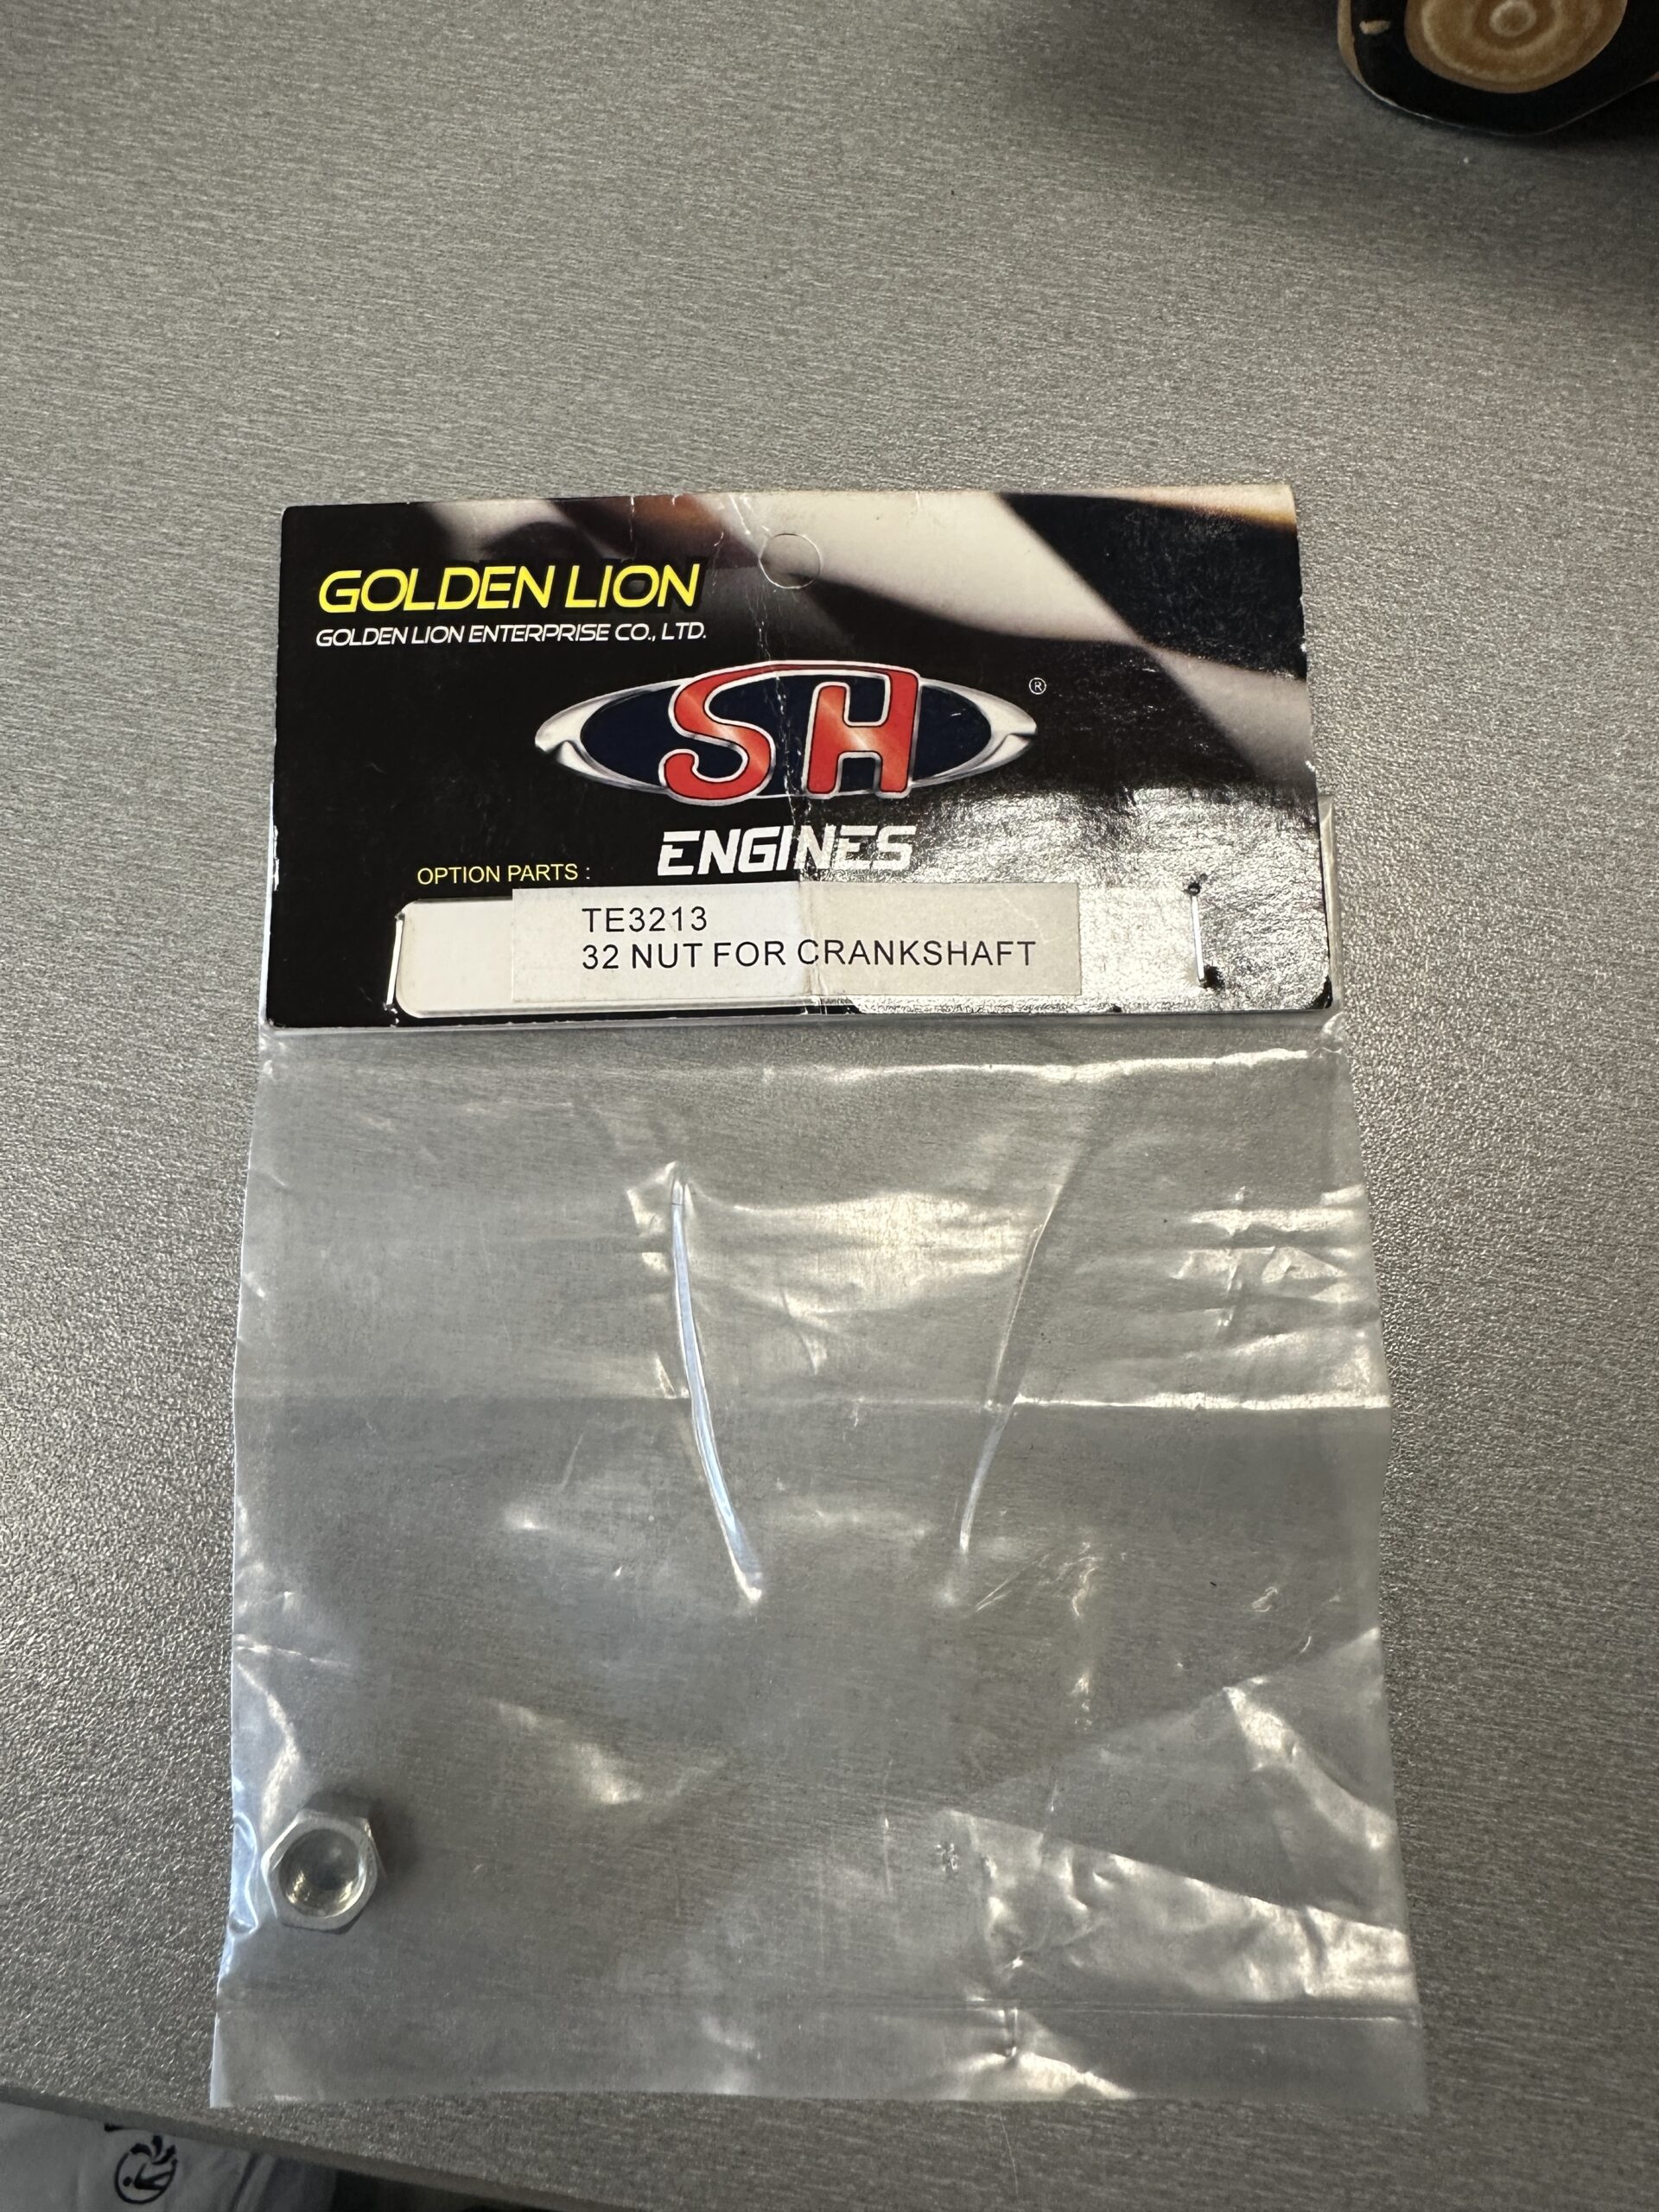 GOLDEN LION
GOLDEN LION ENTERPRISE CO., LTD.
SH®
ENGINES
OPTION PARTS :
TE3213
32 NUT FOR CRANKSHAFT